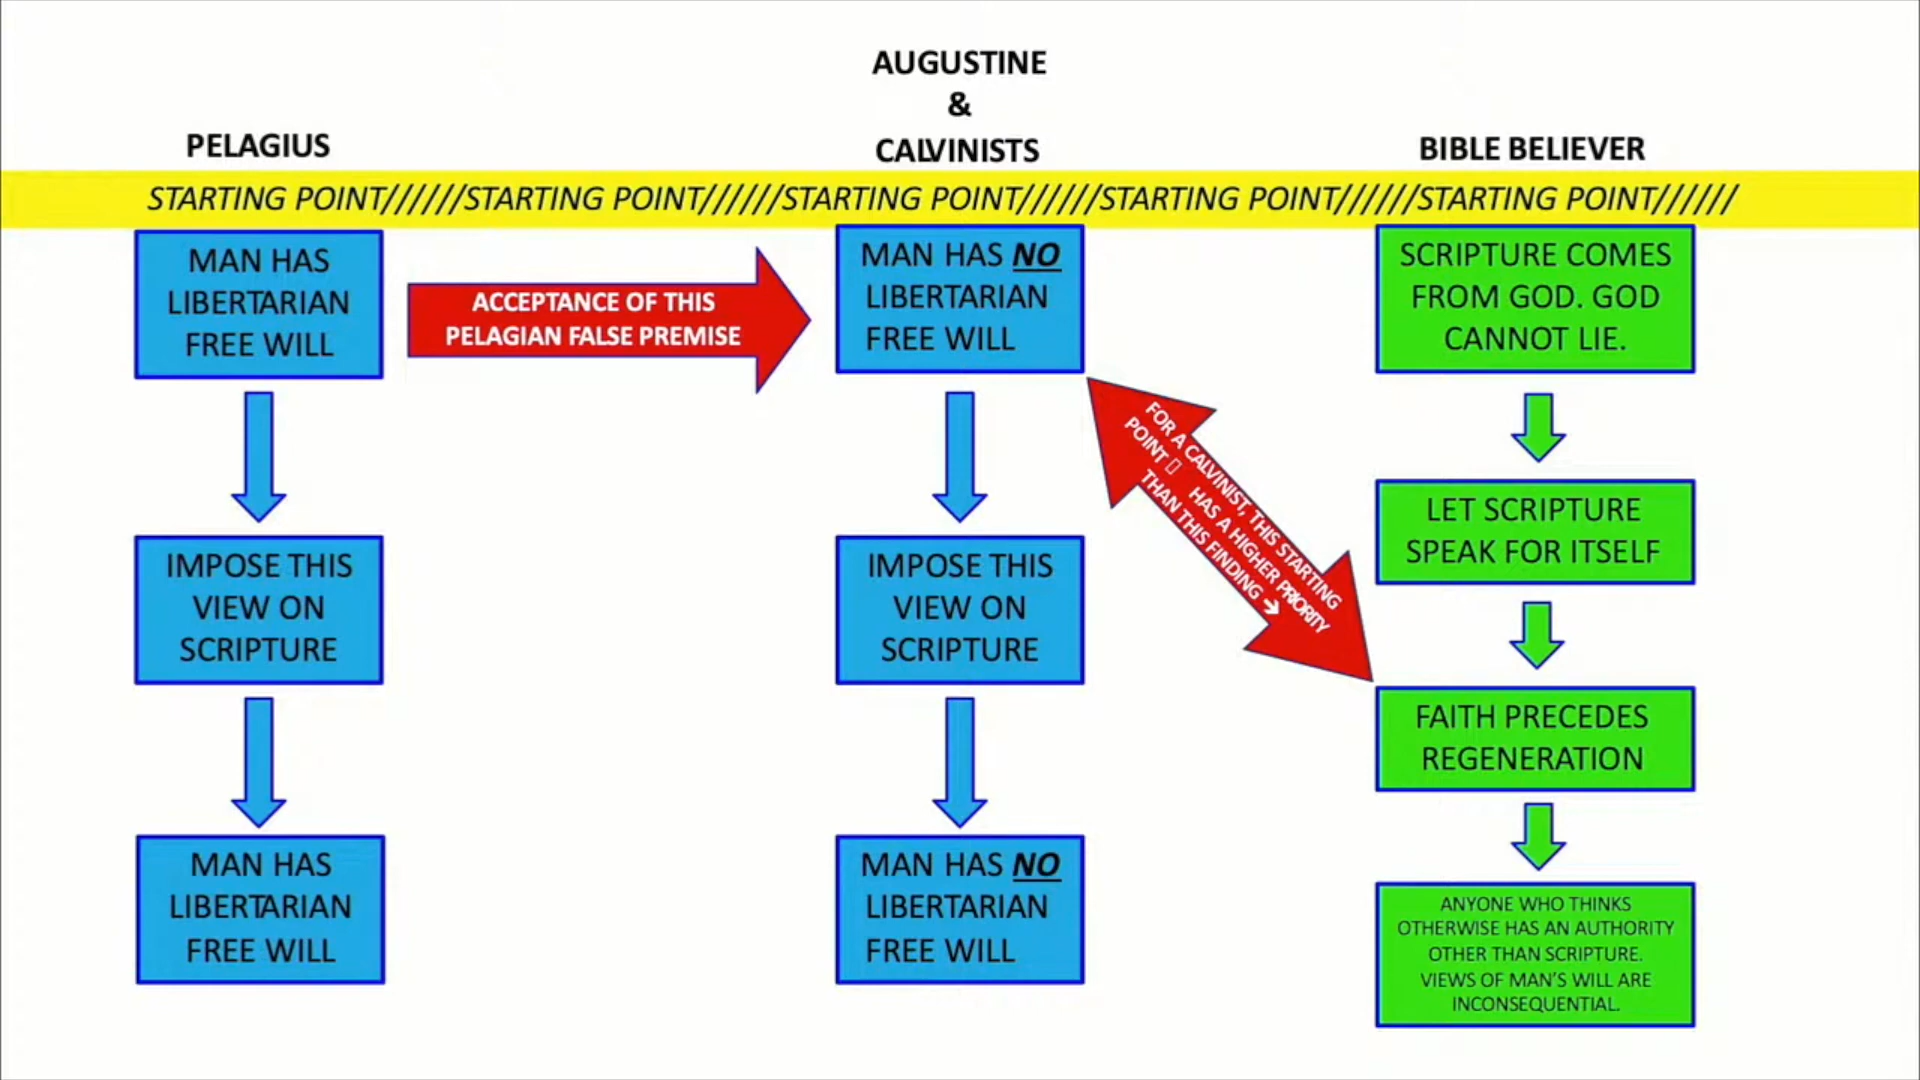 PELAGIUS
AUGUSTINE
&
CALVINISTS
BIBLE BELIEVER
STARTING POINT//////STARTING POINT//////STARTING POINT//////STARTING POINT//////STARTING POINT//////
MAN HAS
LIBERTARIAN
FREE WILL
ACCEPTANCE OF THIS
PELAGIAN FALSE PREMISE
MAN HAS NO
LIBERTARIAN
FREE WILL
SCRIPTURE COMES
FROM GOD. GOD
CANNOT LIE.
FOR A CALVINIST, THIS STARTING
POINT ▯ HAS A HIGHER PRIORITY
THAN THIS FINDING ➔
LET SCRIPTURE
SPEAK FOR ITSELF
IMPOSE THIS
VIEW ON
SCRIPTURE
IMPOSE THIS
VIEW ON
SCRIPTURE
FAITH PRECEDES
REGENERATION
MAN HAS
LIBERTARIAN
FREE WILL
MAN HAS NO
LIBERTARIAN
FREE WILL
ANYONE WHO THINKS
OTHERWISE HAS AN AUTHORITY
OTHER THAN SCRIPTURE.
VIEWS OF MAN'S WILL ARE
INCONSEQUENTIAL.